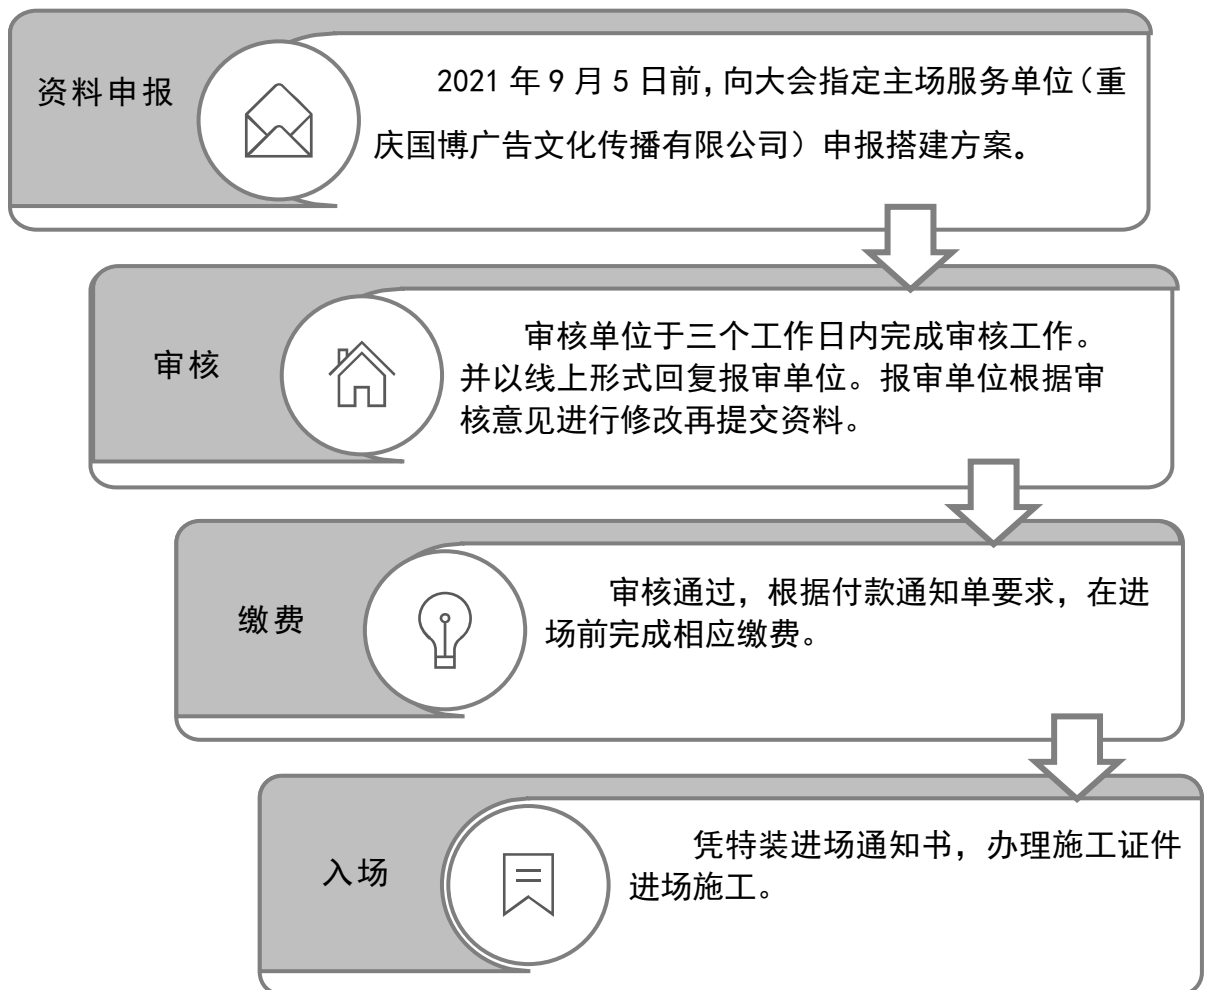 资料申报
2021 年 9 月 5 日前，向大会指定主场服务单位（重
庆国博广告文化传播有限公司）申报搭建方案。
审核
审核单位于三个工作日内完成审核工作。
并以线上形式回复报审单位。报审单位根据审
核意见进行修改再提交资料。
缴费
审核通过，根据付款通知单要求，在进
场前完成相应缴费。
入场
凭特装进场通知书，办理施工证件
进场施工。